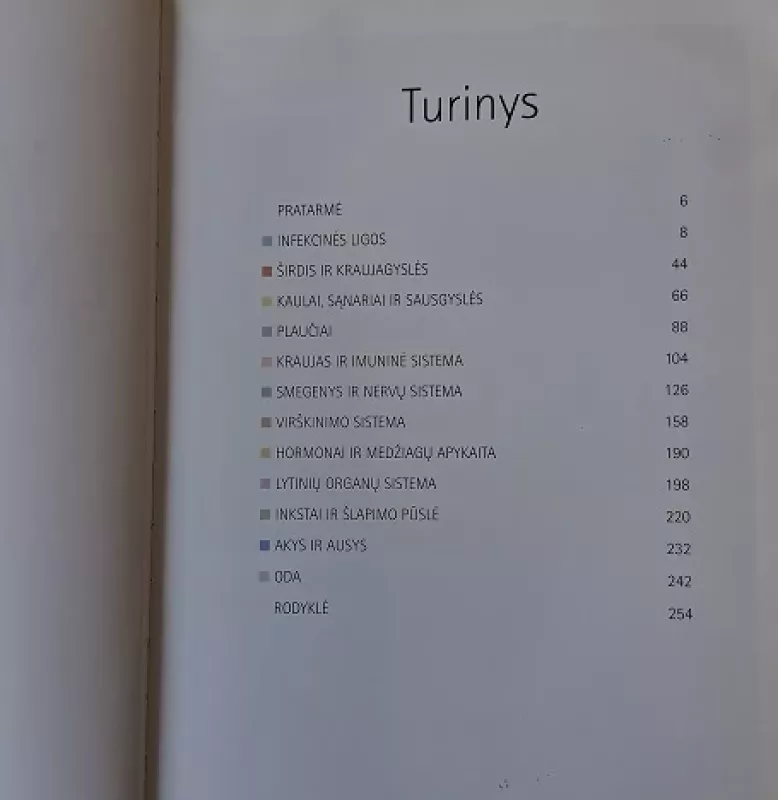 Turinys
PRATARMĖ 6
INFEKCINĖS LIGOS 8
ŠIRDIS IR KRAUJAGYSLĖS 44
KAULAI, SĄNARIAI IR SAUSGYSLĖS 66
PLAUČIAI 88
KRAUJAS IR IMUNINĖ SISTEMA 104
SMEGENYS IR NERVŲ SISTEMA 126
VIRŠKINIMO SISTEMA 158
HORMONAI IR MEDŽIAGŲ APYKAITA 190
LYTINIŲ ORGANŲ SISTEMA 198
INKSTAI IR ŠLAPIMO PŪSLĖ 220
AKYS IR AUSYS 232
ODA 242
RODYKLĖ 254